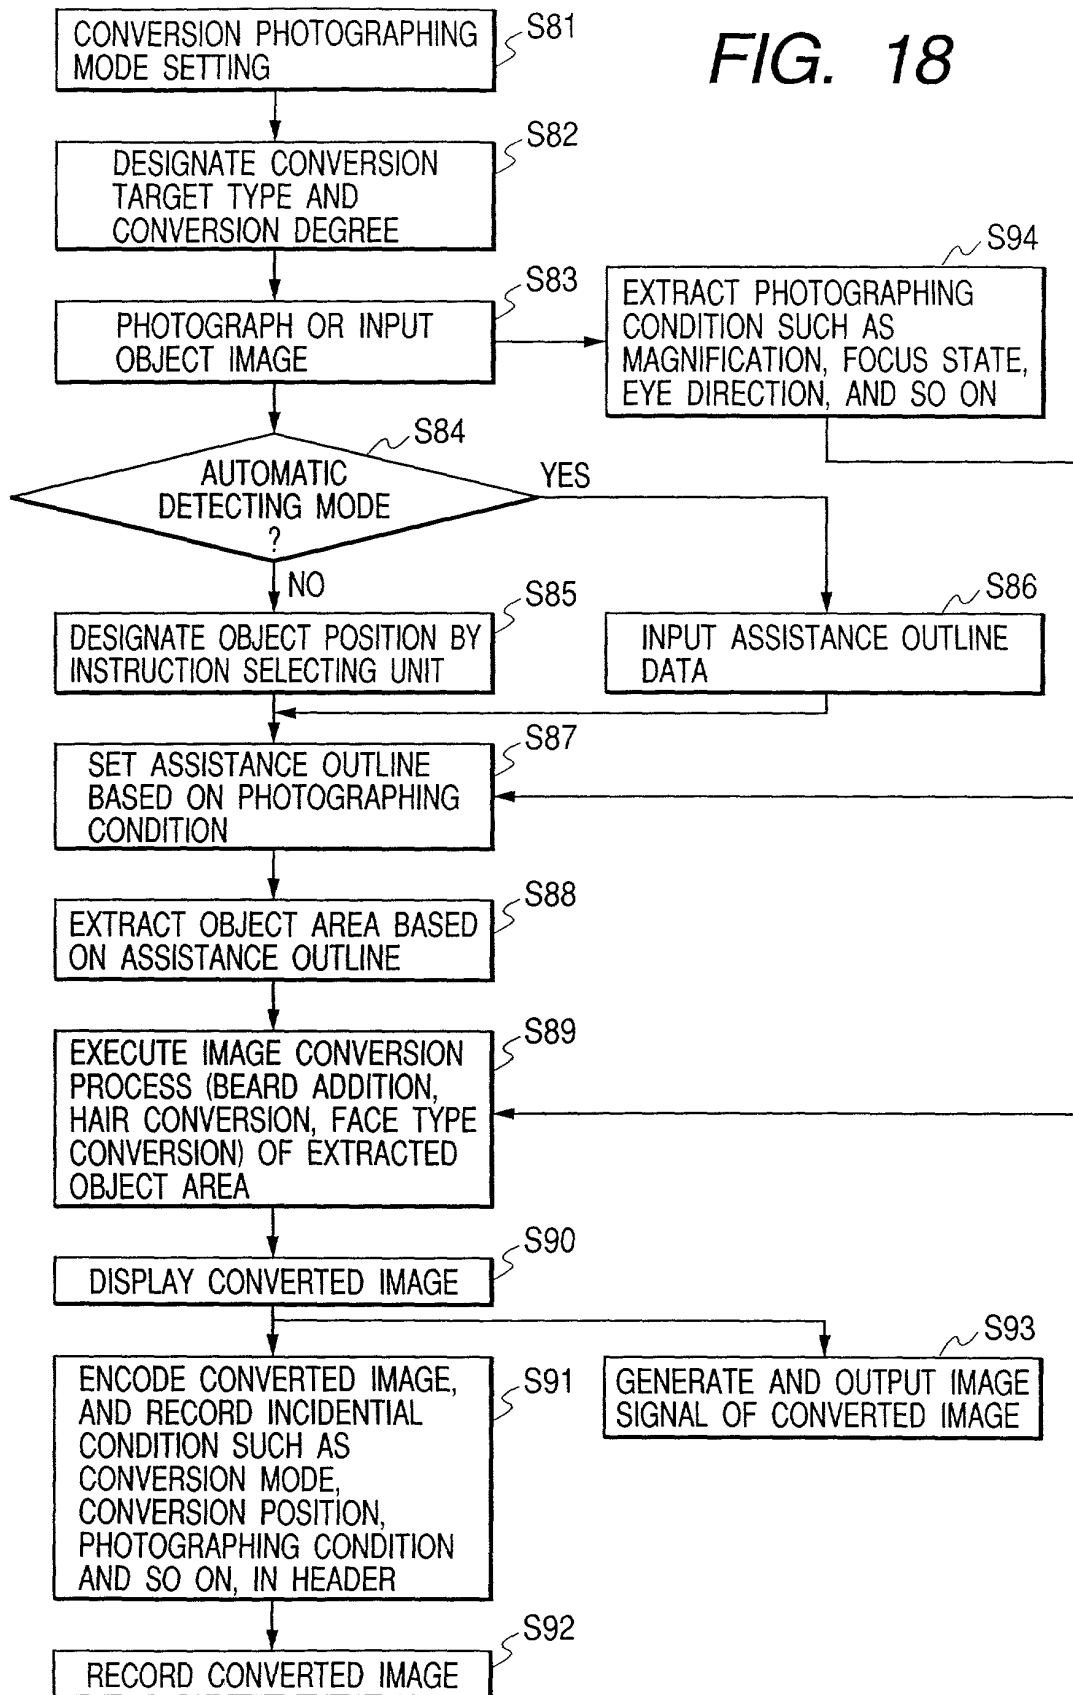 FIG. 18
CONVERSION PHOTOGRAPHING
MODE SETTING
S81
DESIGNATE CONVERSION
TARGET TYPE AND
CONVERSION DEGREE
S82
PHOTOGRAPH OR INPUT
OBJECT IMAGE
S83
EXTRACT PHOTOGRAPHING
CONDITION SUCH AS
MAGNIFICATION, FOCUS STATE,
EYE DIRECTION, AND SO ON
S94
AUTOMATIC
DETECTING MODE
?
S84
YES
NO
DESIGNATE OBJECT POSITION BY
INSTRUCTION SELECTING UNIT
S85
INPUT ASSISTANCE OUTLINE
DATA
S86
SET ASSISTANCE OUTLINE
BASED ON PHOTOGRAPHING
CONDITION
S87
EXTRACT OBJECT AREA BASED
ON ASSISTANCE OUTLINE
S88
EXECUTE IMAGE CONVERSION
PROCESS (BEARD ADDITION,
HAIR CONVERSION, FACE TYPE
CONVERSION) OF EXTRACTED
OBJECT AREA
S89
DISPLAY CONVERTED IMAGE
S90
ENCODE CONVERTED IMAGE,
AND RECORD INCIDENTIAL
CONDITION SUCH AS
CONVERSION MODE,
CONVERSION POSITION,
PHOTOGRAPHING CONDITION
AND SO ON, IN HEADER
S91
GENERATE AND OUTPUT IMAGE
SIGNAL OF CONVERTED IMAGE
S93
RECORD CONVERTED IMAGE
S92